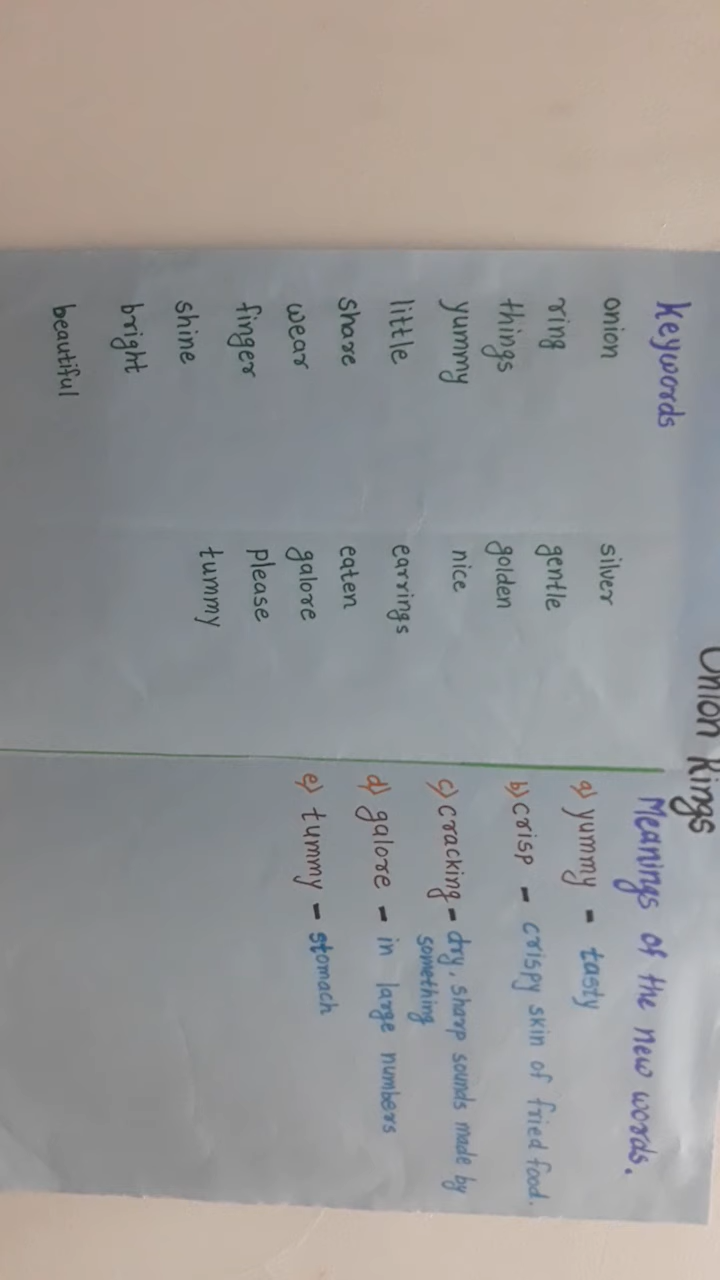 Onion Rings
Keywords
onion
ring
things
yummy
little
share
wear
finger
shine
bright
beautiful
silver
gentle
golden
nice
earrings
eaten
galore
please
tummy
Meanings of the new words.
a) yummy - tasty
b) crisp - crispy skin of fried food.
c) cracking - dry, sharp sounds made by
something
d) galore - in large numbers
e) tummy - stomach